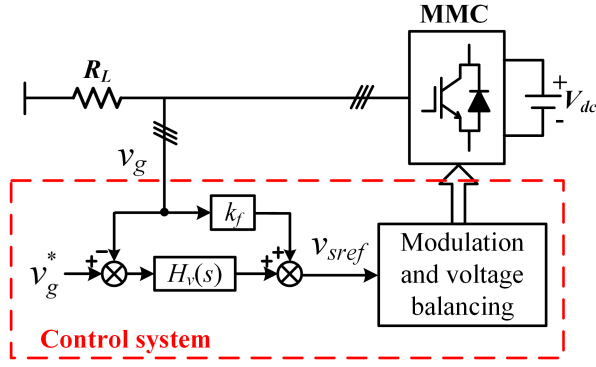 MMC
R_L
+
V_dc
-
v_g
k_f
−
+
v_g^*
H_v(s)
+
+
v_sref
Modulation
and voltage
balancing
Control system